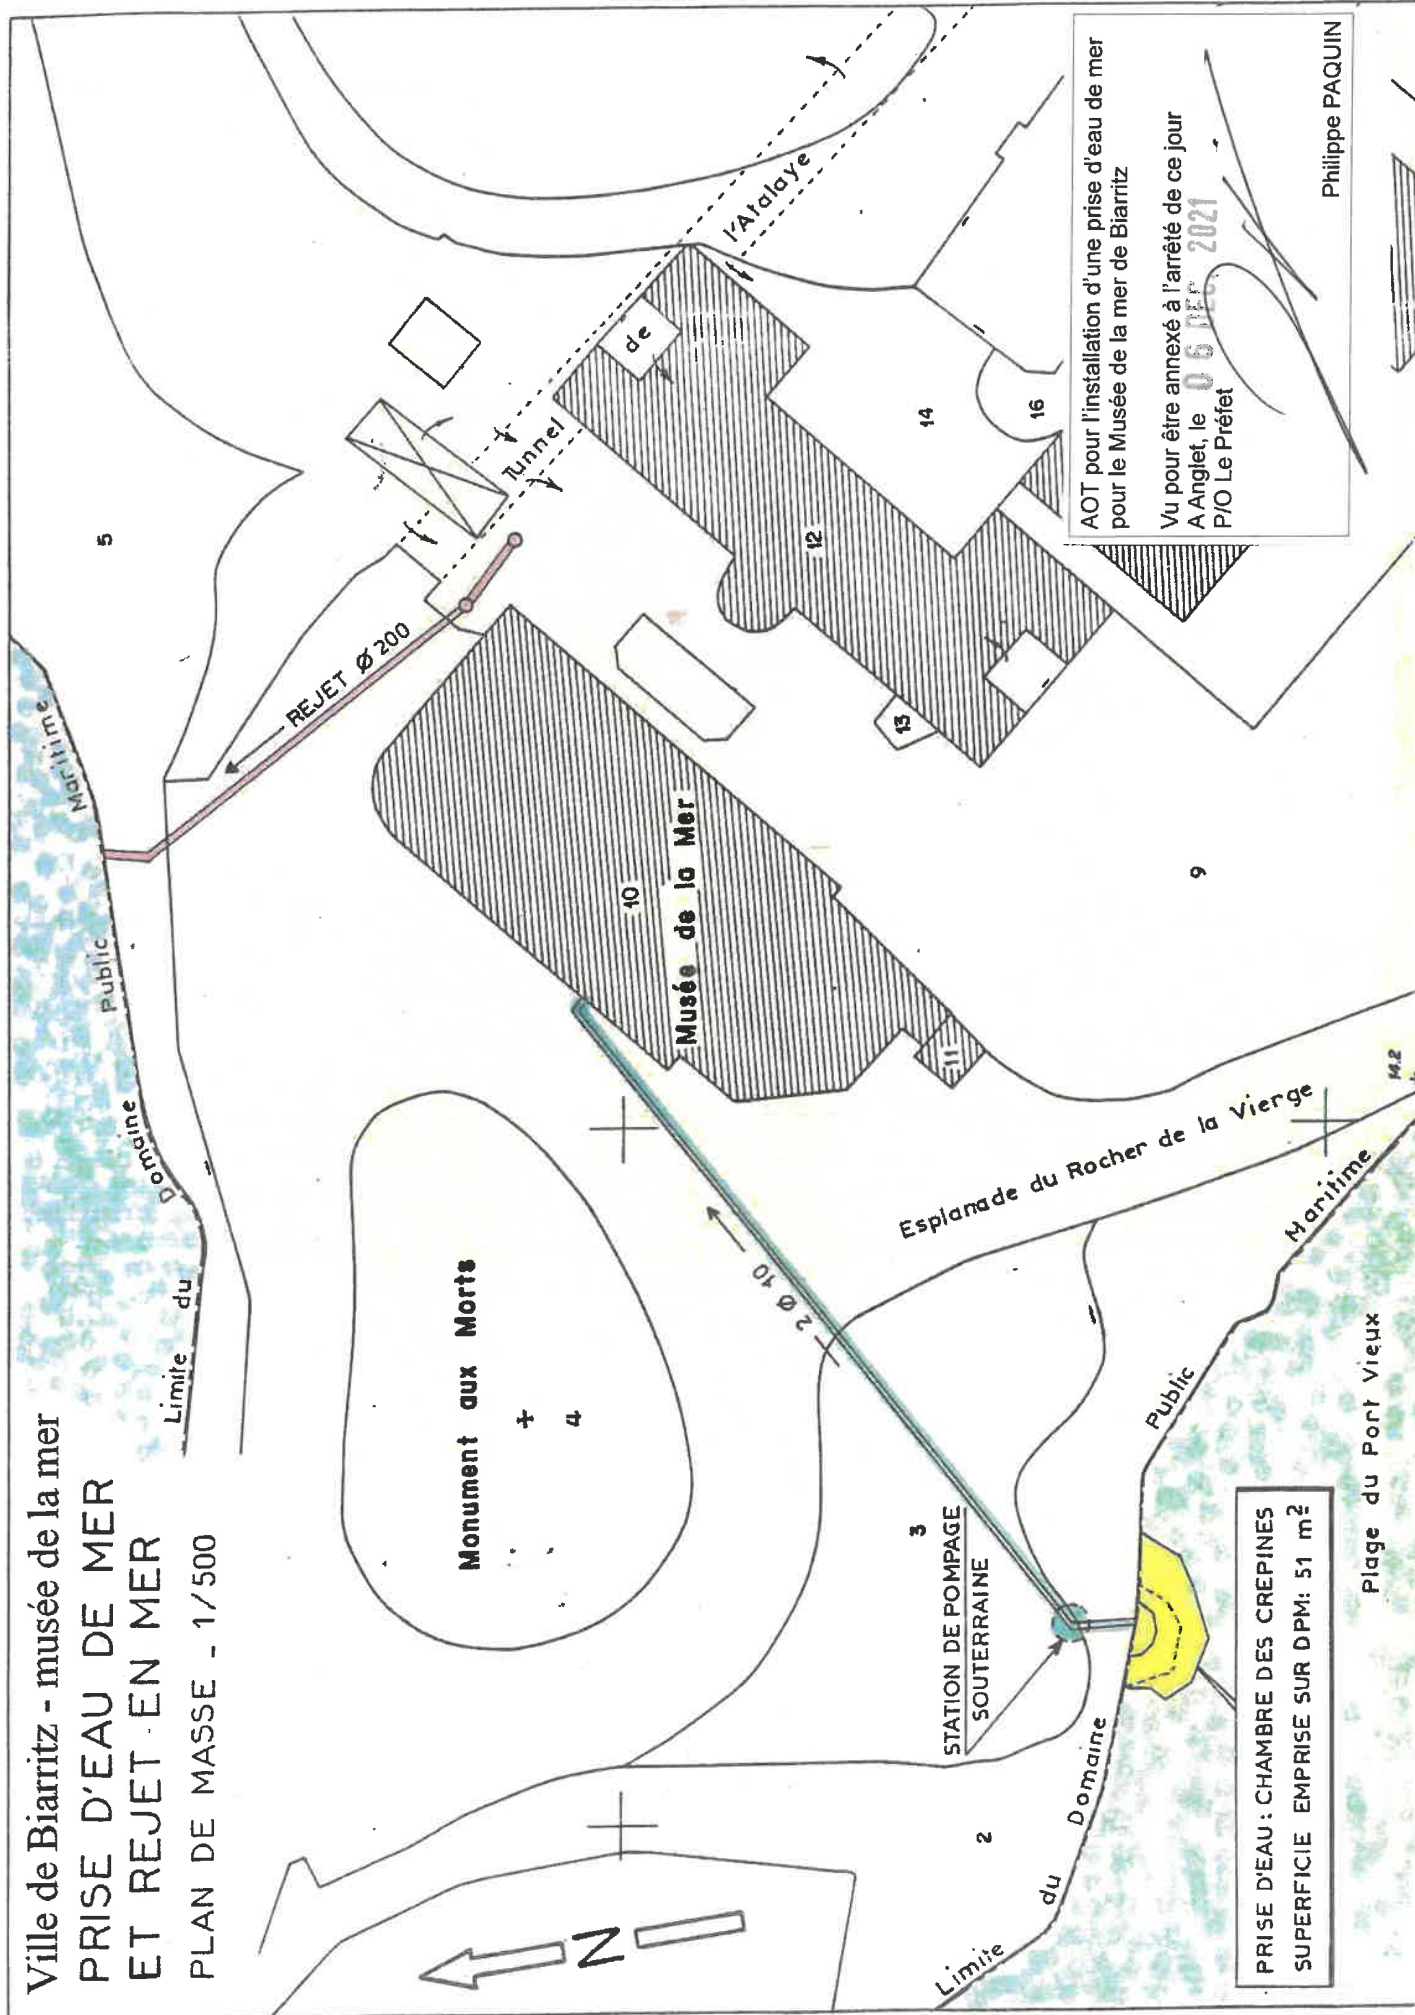 Ville de Biarritz - musée de la mer
PRISE D'EAU DE MER
ET REJET EN MER
PLAN DE MASSE _ 1/500
Limite du Domaine Public Maritime
5
REJET Ø 200
Tunnel de l'Atalaye
Monument aux Morts
4
10
Musée de la Mer
11
12
13
14
16
9
2 Ø 10
Esplanade du Rocher de la Vierge
14.2
3
STATION DE POMPAGE
SOUTERRAINE
2
N
Limite du Domaine Public Maritime
PRISE D'EAU : CHAMBRE DES CREPINES
SUPERFICIE EMPRISE SUR DPM: 51 m²
Plage du Port Vieux
AOT pour l'installation d'une prise d'eau de mer
pour le Musée de la mer de Biarritz
Vu pour être annexé à l'arrété de ce jour
A Anglet, le 06 DEC. 2021
P/O Le Préfet
Philippe PAQUIN